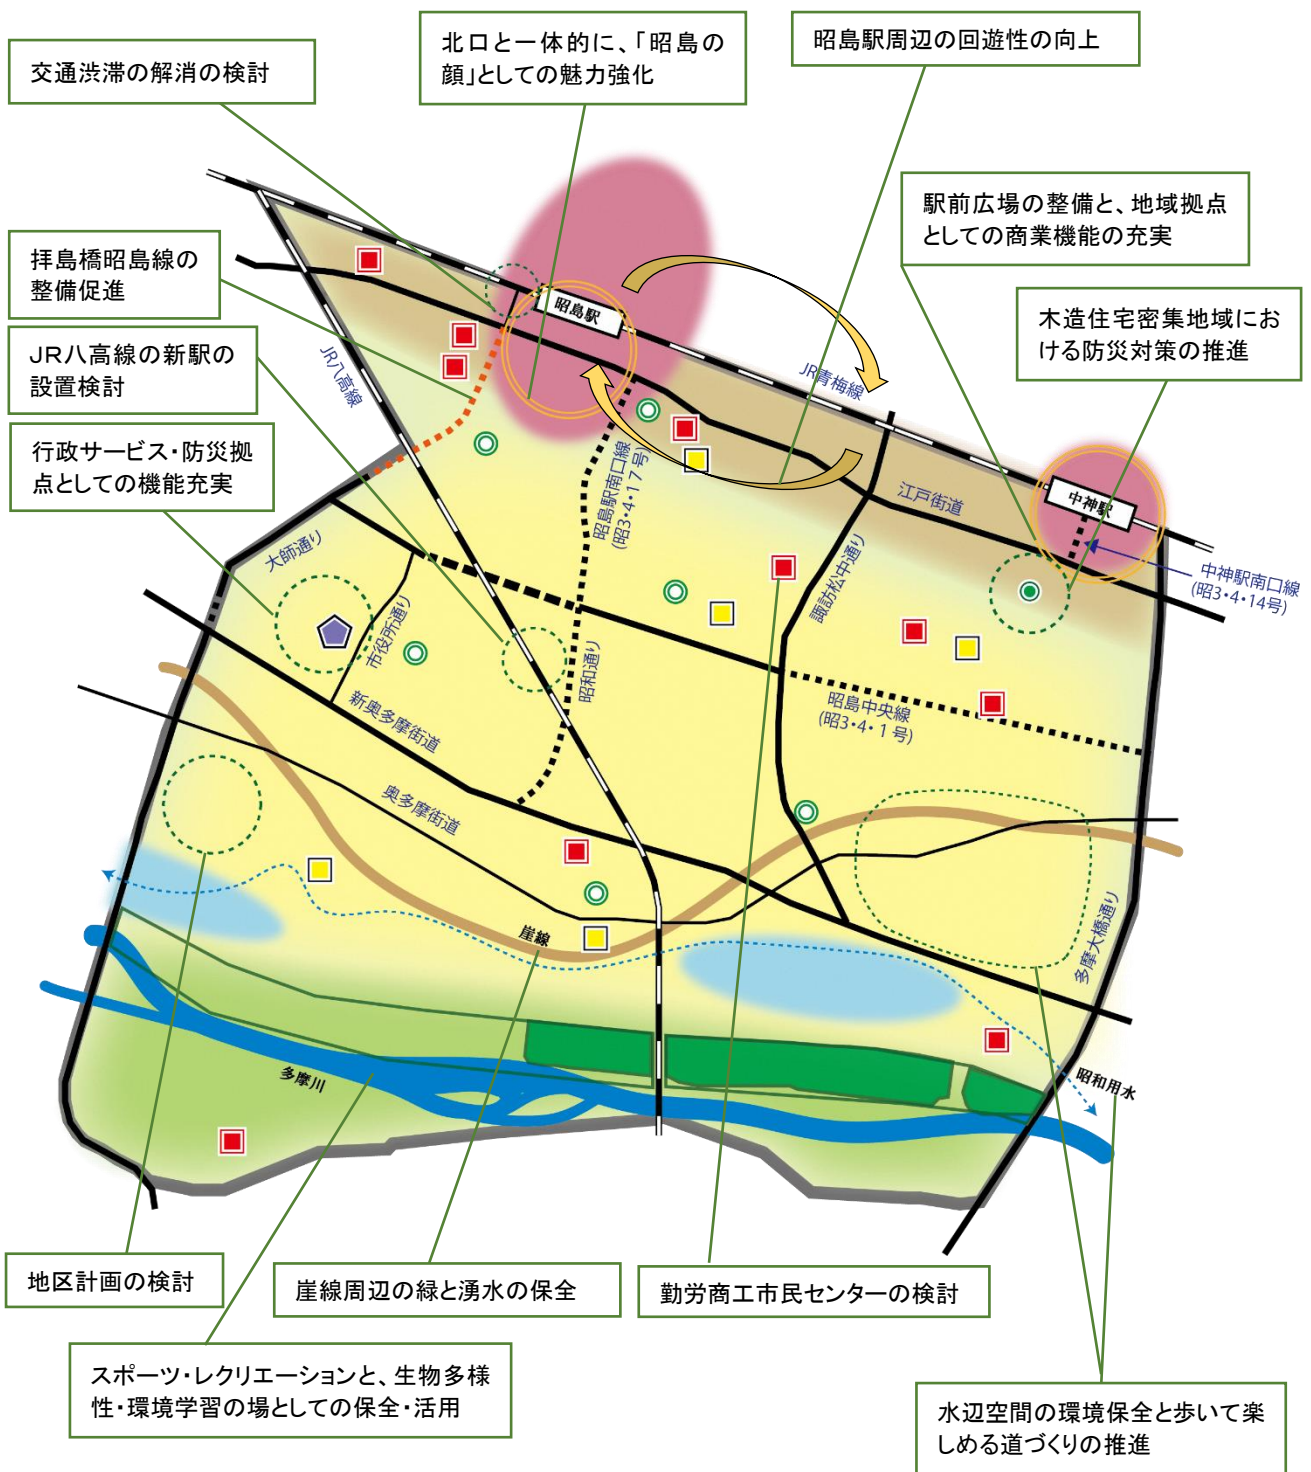 北口と一体的に、「昭島の
顔」としての魅力強化
昭島駅周辺の回遊性の向上
交通渋滞の解消の検討
駅前広場の整備と、地域拠点
としての商業機能の充実
拝島橋昭島線の
整備促進
木造住宅密集地域にお
ける防災対策の推進
JR八高線の新駅の
設置検討
行政サービス・防災拠
点としての機能充実
昭島駅
JR八高線
JR青梅線
中神駅
江戸街道
昭島駅南口線
(昭3・4・17号)
諏訪松中通り
中神駅南口線
(昭3・4・14号)
大師通り
市役所通り
昭和通り
昭島中央線
(昭3・4・1号)
新奥多摩街道
奥多摩街道
崖線
多摩大橋通り
多摩川
昭和用水
地区計画の検討
崖線周辺の緑と湧水の保全
勤労商工市民センターの検討
スポーツ・レクリエーションと、生物多様
性・環境学習の場としての保全・活用
水辺空間の環境保全と歩いて楽
しめる道づくりの推進